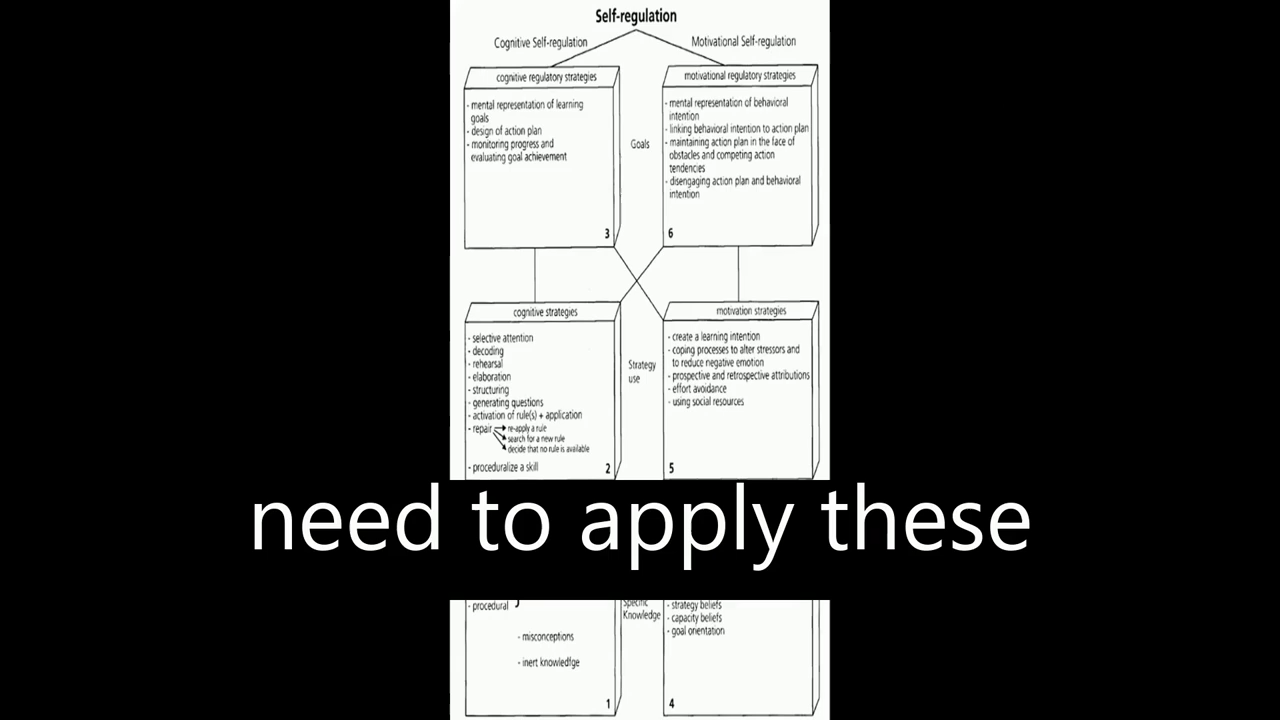 Self-regulation
Cognitive Self-regulation
Motivational Self-regulation
cognitive regulatory strategies
- mental representation of learning
goals
- design of action plan
- monitoring progress and
evaluating goal achievement
3
Goals
motivational regulatory strategies
- mental representation of behavioral
intention
- linking behavioral intention to action plan
- maintaining action plan in the face of
obstacles and competing action
tendencies
- disengaging action plan and behavioral
intention
6
cognitive strategies
- selective attention
- decoding
- rehearsal
- elaboration
- structuring
- generating questions
- activation of rule(s) + application
- repair
re-apply a rule
search for a new rule
decide that no rule is available
- proceduralize a skill
2
Strategy
use
motivation strategies
- create a learning intention
- coping processes to alter stressors and
to reduce negative emotion
- prospective and retrospective attributions
- effort avoidance
- using social resources
5
need to apply these
- procedural
- misconceptions
- inert knowledfge
1
Specific
Knowledge
- strategy beliefs
- capacity beliefs
- goal orientation
4